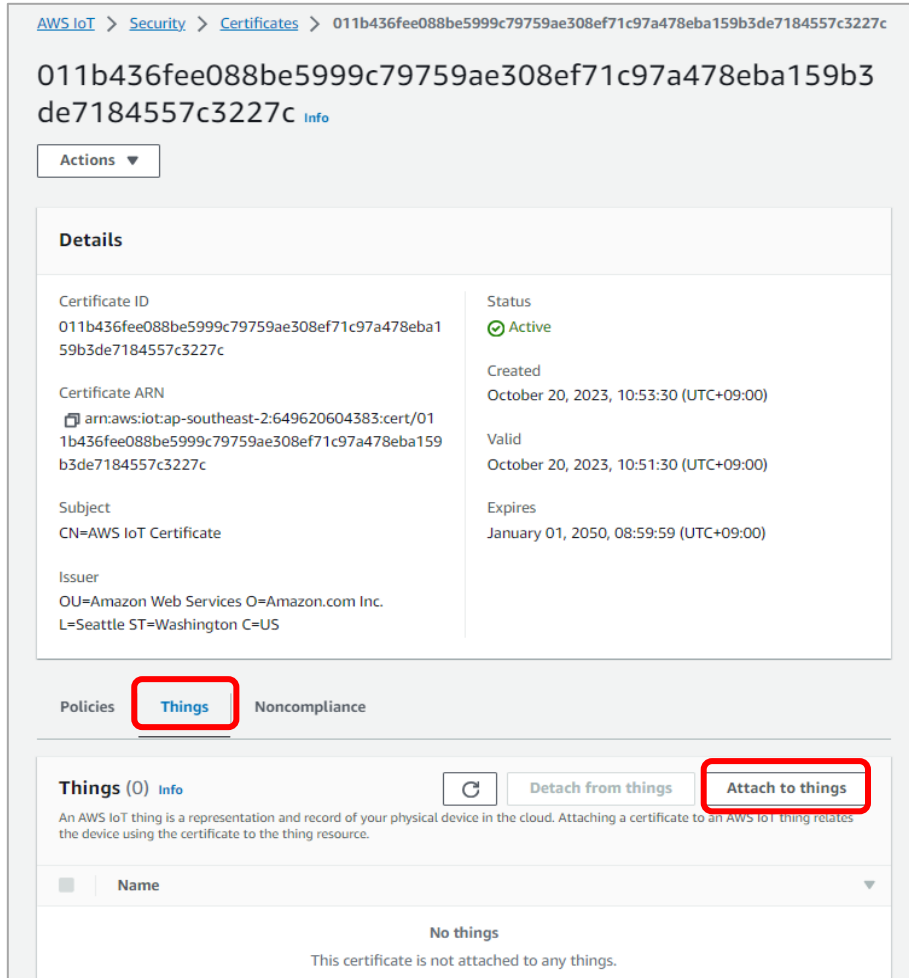 AWS IoT > Security > Certificates > 011b436fee088be5999c79759ae308ef71c97a478eba159b3de7184557c3227c
011b436fee088be5999c79759ae308ef71c97a478eba159b3
de7184557c3227c Info
Actions ▼
Details
Certificate ID
011b436fee088be5999c79759ae308ef71c97a478eba1
59b3de7184557c3227c
Certificate ARN
arn:aws:iot:ap-southeast-2:649620604383:cert/01
1b436fee088be5999c79759ae308ef71c97a478eba159
b3de7184557c3227c
Subject
CN=AWS IoT Certificate
Issuer
OU=Amazon Web Services O=Amazon.com Inc.
L=Seattle ST=Washington C=US
Status
Active
Created
October 20, 2023, 10:53:30 (UTC+09:00)
Valid
October 20, 2023, 10:51:30 (UTC+09:00)
Expires
January 01, 2050, 08:59:59 (UTC+09:00)
Policies Things Noncompliance
Things (0) Info Detach from things Attach to things
An AWS IoT thing is a representation and record of your physical device in the cloud. Attaching a certificate to an AWS IoT thing relates
the device using the certificate to the thing resource.
Name
No things
This certificate is not attached to any things.